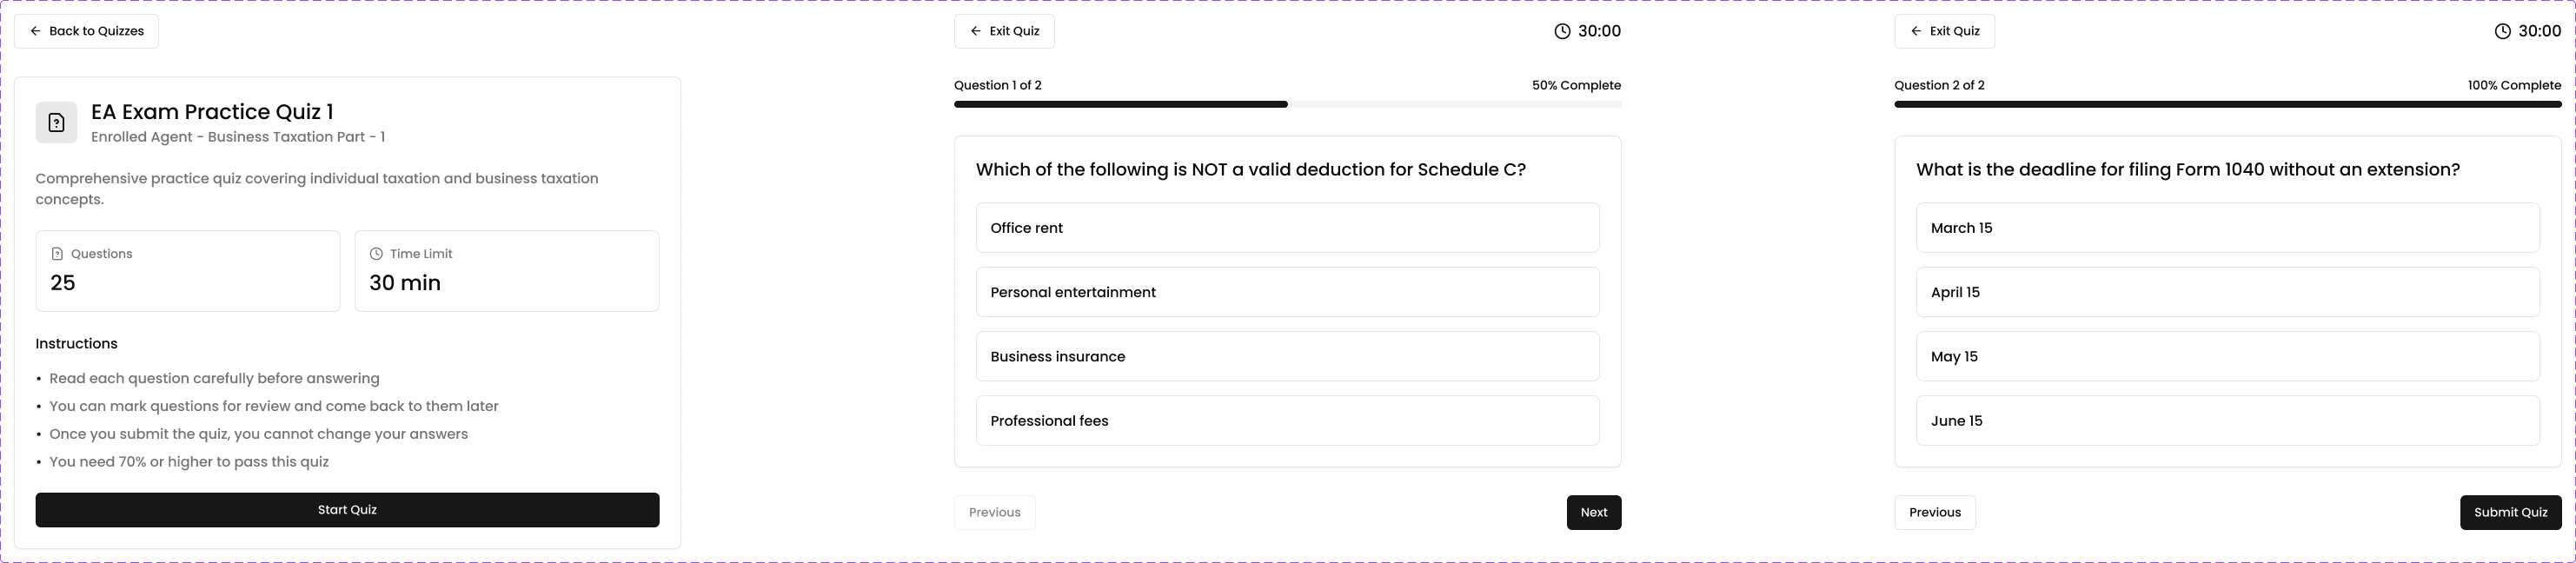 Back to Quizzes
EA Exam Practice Quiz 1
Enrolled Agent - Business Taxation Part - 1
Comprehensive practice quiz covering individual taxation and business taxation
concepts.
Questions
25
Time Limit
30 min
Instructions
• Read each question carefully before answering
• You can mark questions for review and come back to them later
• Once you submit the quiz, you cannot change your answers
• You need 70% or higher to pass this quiz
Start Quiz
Exit Quiz
30:00
Question 1 of 2
50% Complete
Which of the following is NOT a valid deduction for Schedule C?
Office rent
Personal entertainment
Business insurance
Professional fees
Previous
Next
Exit Quiz
30:00
Question 2 of 2
100% Complete
What is the deadline for filing Form 1040 without an extension?
March 15
April 15
May 15
June 15
Previous
Submit Quiz